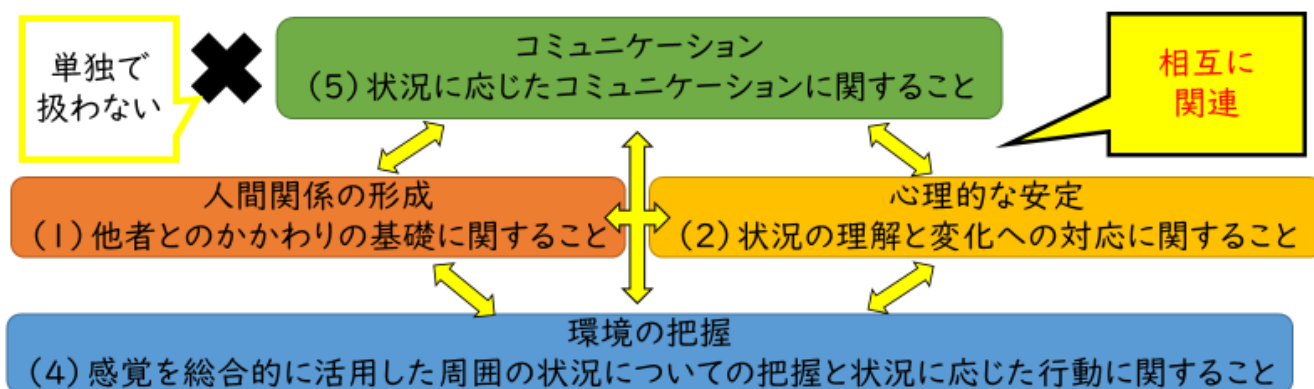 単独で
扱わない
コミュニケーション
(5)状況に応じたコミュニケーションに関すること
相互に
関連
人間関係の形成
(1)他者とのかかわりの基礎に関すること
心理的な安定
(2)状況の理解と変化への対応に関すること
環境の把握
(4)感覚を総合的に活用した周囲の状況についての把握と状況に応じた行動に関すること